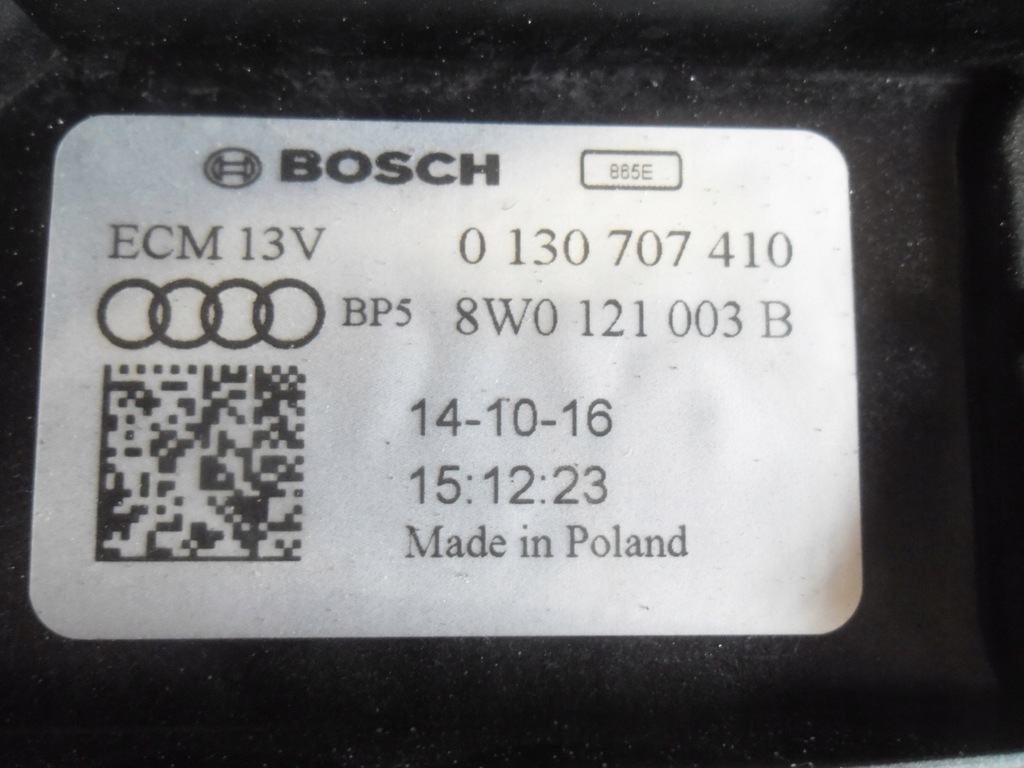 BOSCH 865E
ECM 13V 0 130 707 410
BP5 8W0 121 003 B
14-10-16
15:12:23
Made in Poland